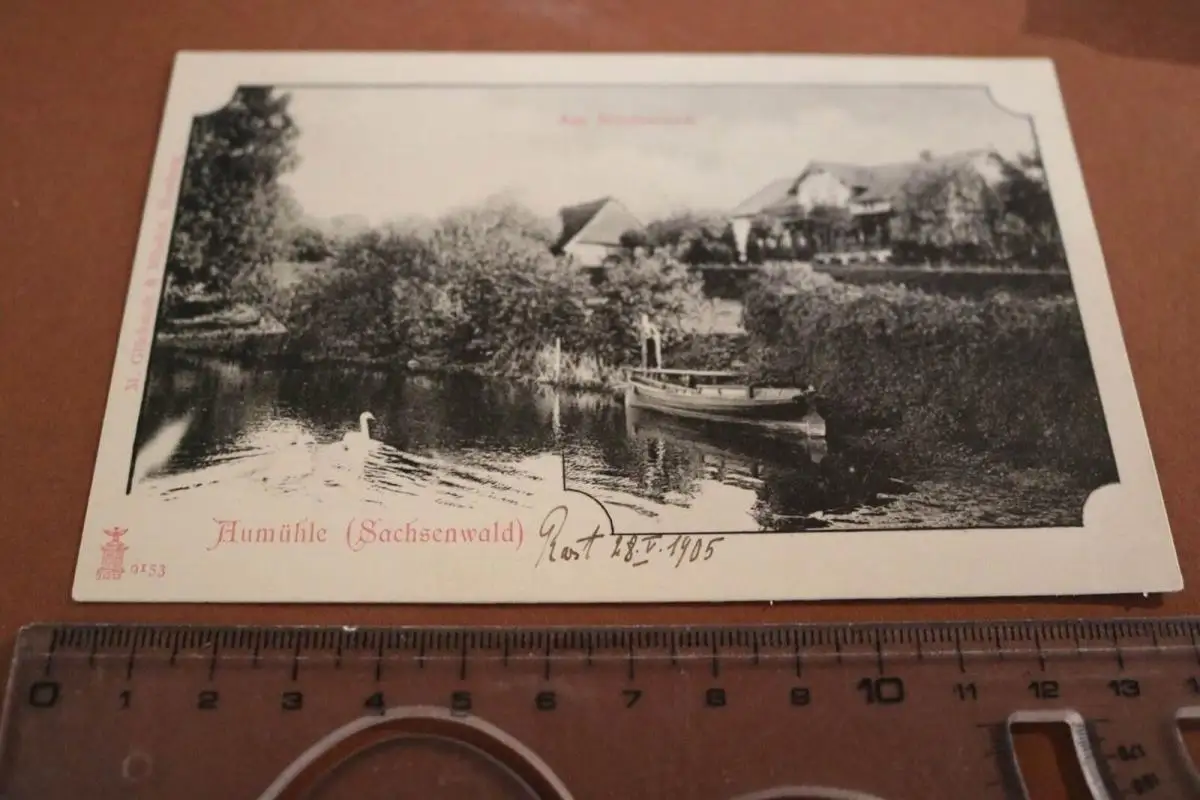 Aumühle (Sachsenwald)
Rast 28.V.1905
9153
M.
0 1 2 3 4 5 6 7 8 9 10 11 12 13